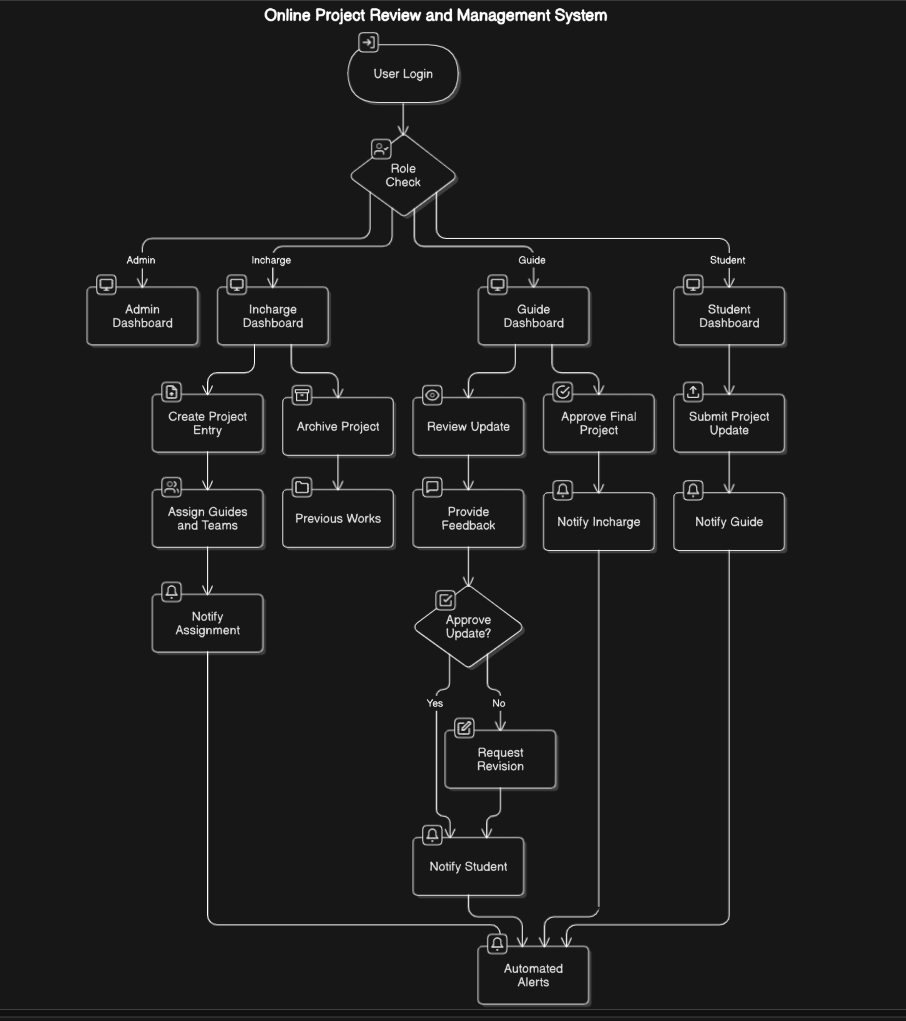 Online Project Review and Management System
User Login
Role
Check
Admin
Incharge
Guide
Student
Admin
Dashboard
Incharge
Dashboard
Guide
Dashboard
Student
Dashboard
Create Project
Entry
Archive Project
Review Update
Approve Final
Project
Submit Project
Update
Assign Guides
and Teams
Previous Works
Provide
Feedback
Notify Incharge
Notify Guide
Notify
Assignment
Approve
Update?
Yes
No
Request
Revision
Notify Student
Automated
Alerts